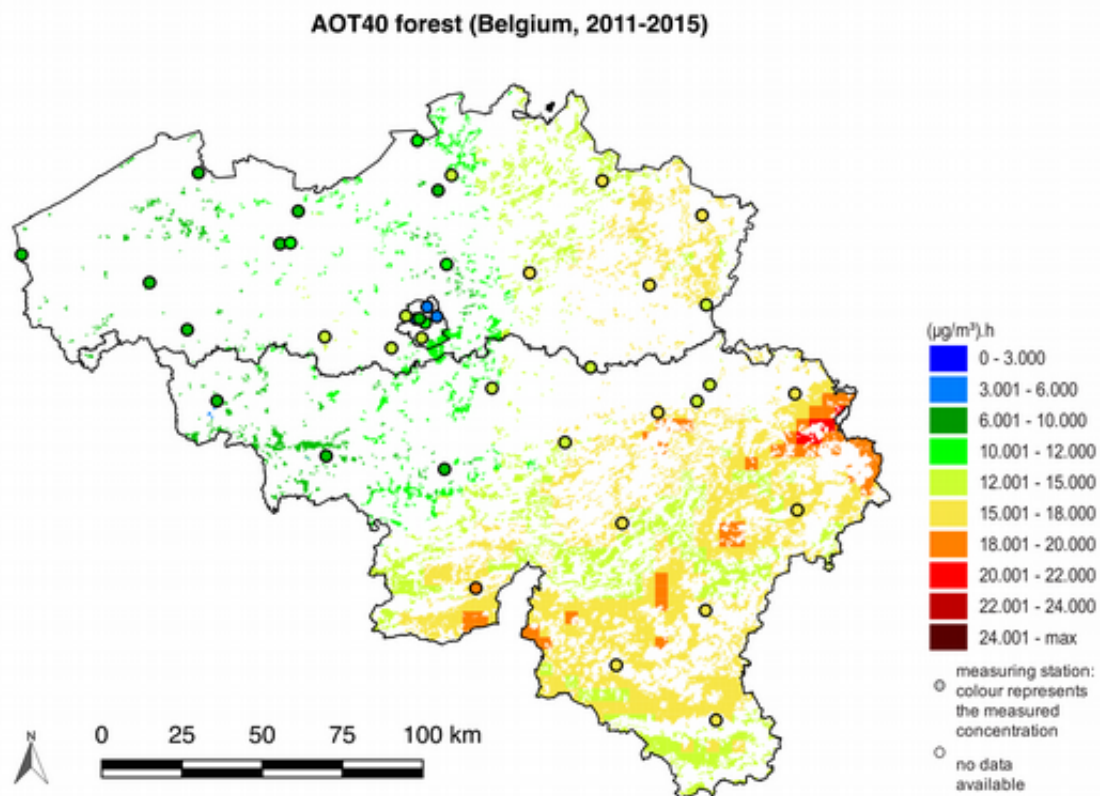 AOT40 forest (Belgium, 2011-2015)
(µg/m³).h
0 - 3.000
3.001 - 6.000
6.001 - 10.000
10.001 - 12.000
12.001 - 15.000
15.001 - 18.000
18.001 - 20.000
20.001 - 22.000
22.001 - 24.000
24.001 - max
measuring station:
colour represents
the measured
concentration
no data
available
N
0 25 50 75 100 km